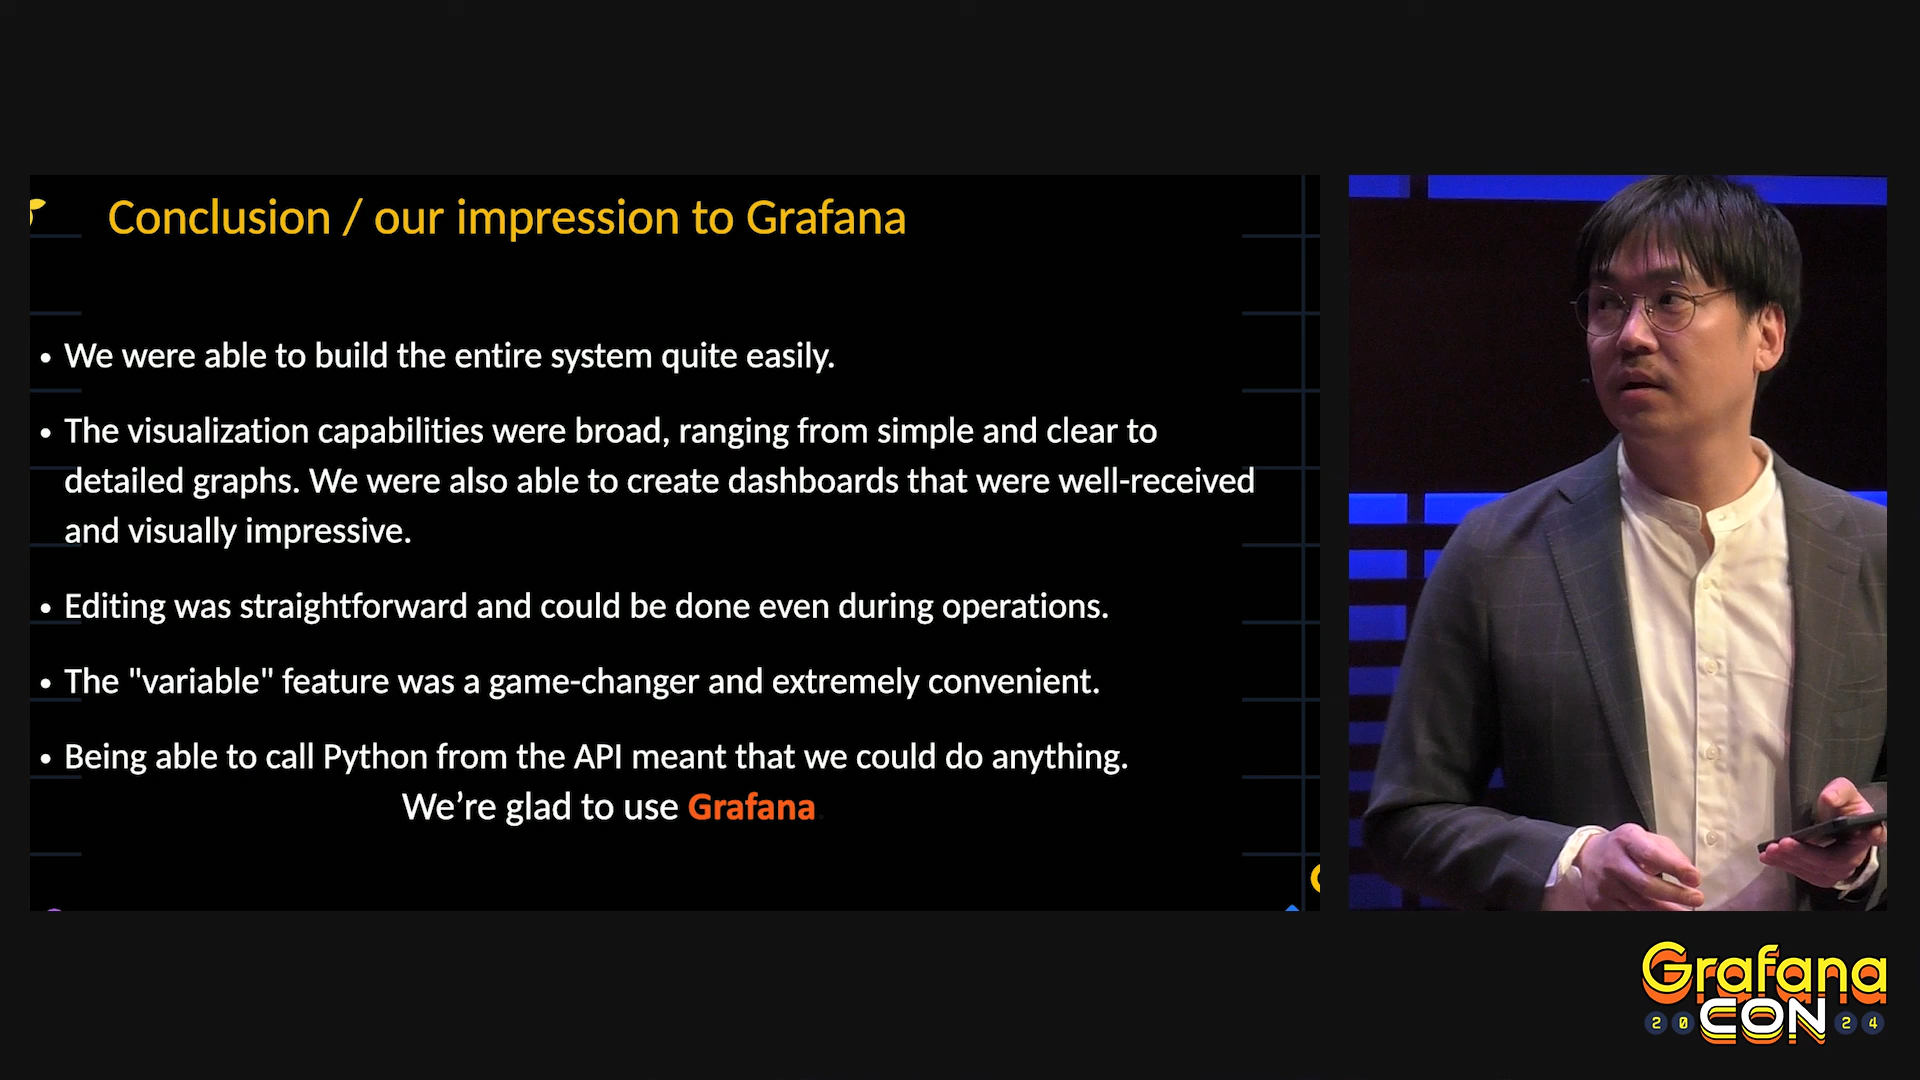 Conclusion / our impression to Grafana
• We were able to build the entire system quite easily.
• The visualization capabilities were broad, ranging from simple and clear to
detailed graphs. We were also able to create dashboards that were well-received
and visually impressive.
• Editing was straightforward and could be done even during operations.
• The "variable" feature was a game-changer and extremely convenient.
• Being able to call Python from the API meant that we could do anything.
We’re glad to use Grafana
Grafana
20 CON 24